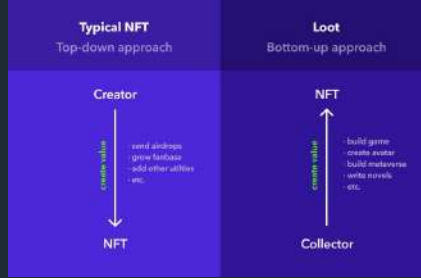 Typical NFT
Top-down approach
Creator
create value
- send airdrops
- grow fanbase
- add other utilities
- etc.
NFT
Loot
Bottom-up approach
NFT
create value
- build game
- create avatar
- build metaverse
- write novels
- etc.
Collector